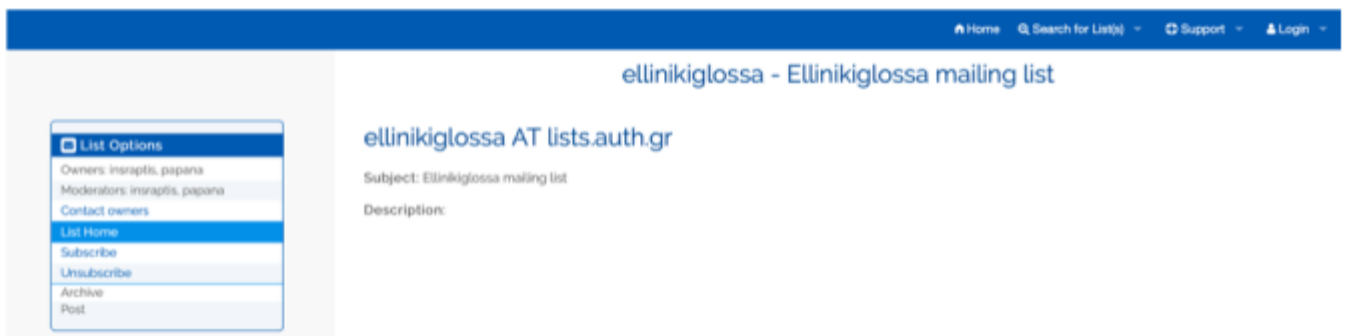 Home Search for List(s) Support Login
ellinikiglossa - Ellinikiglossa mailing list
List Options
Owners: insraptis, papana
Moderators: insraptis, papana
Contact owners
List Home
Subscribe
Unsubscribe
Archive
Post
ellinikiglossa AT lists.auth.gr
Subject: Ellinikiglossa mailing list
Description: